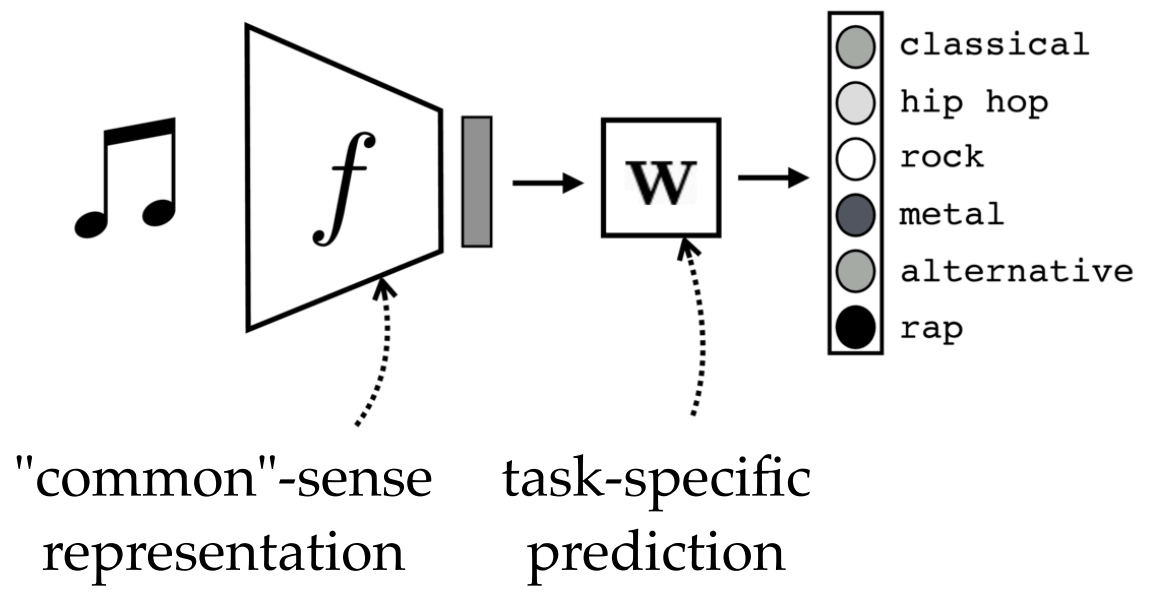 f
W
classical
hip hop
rock
metal
alternative
rap
"common"-sense
representation
task-specific
prediction